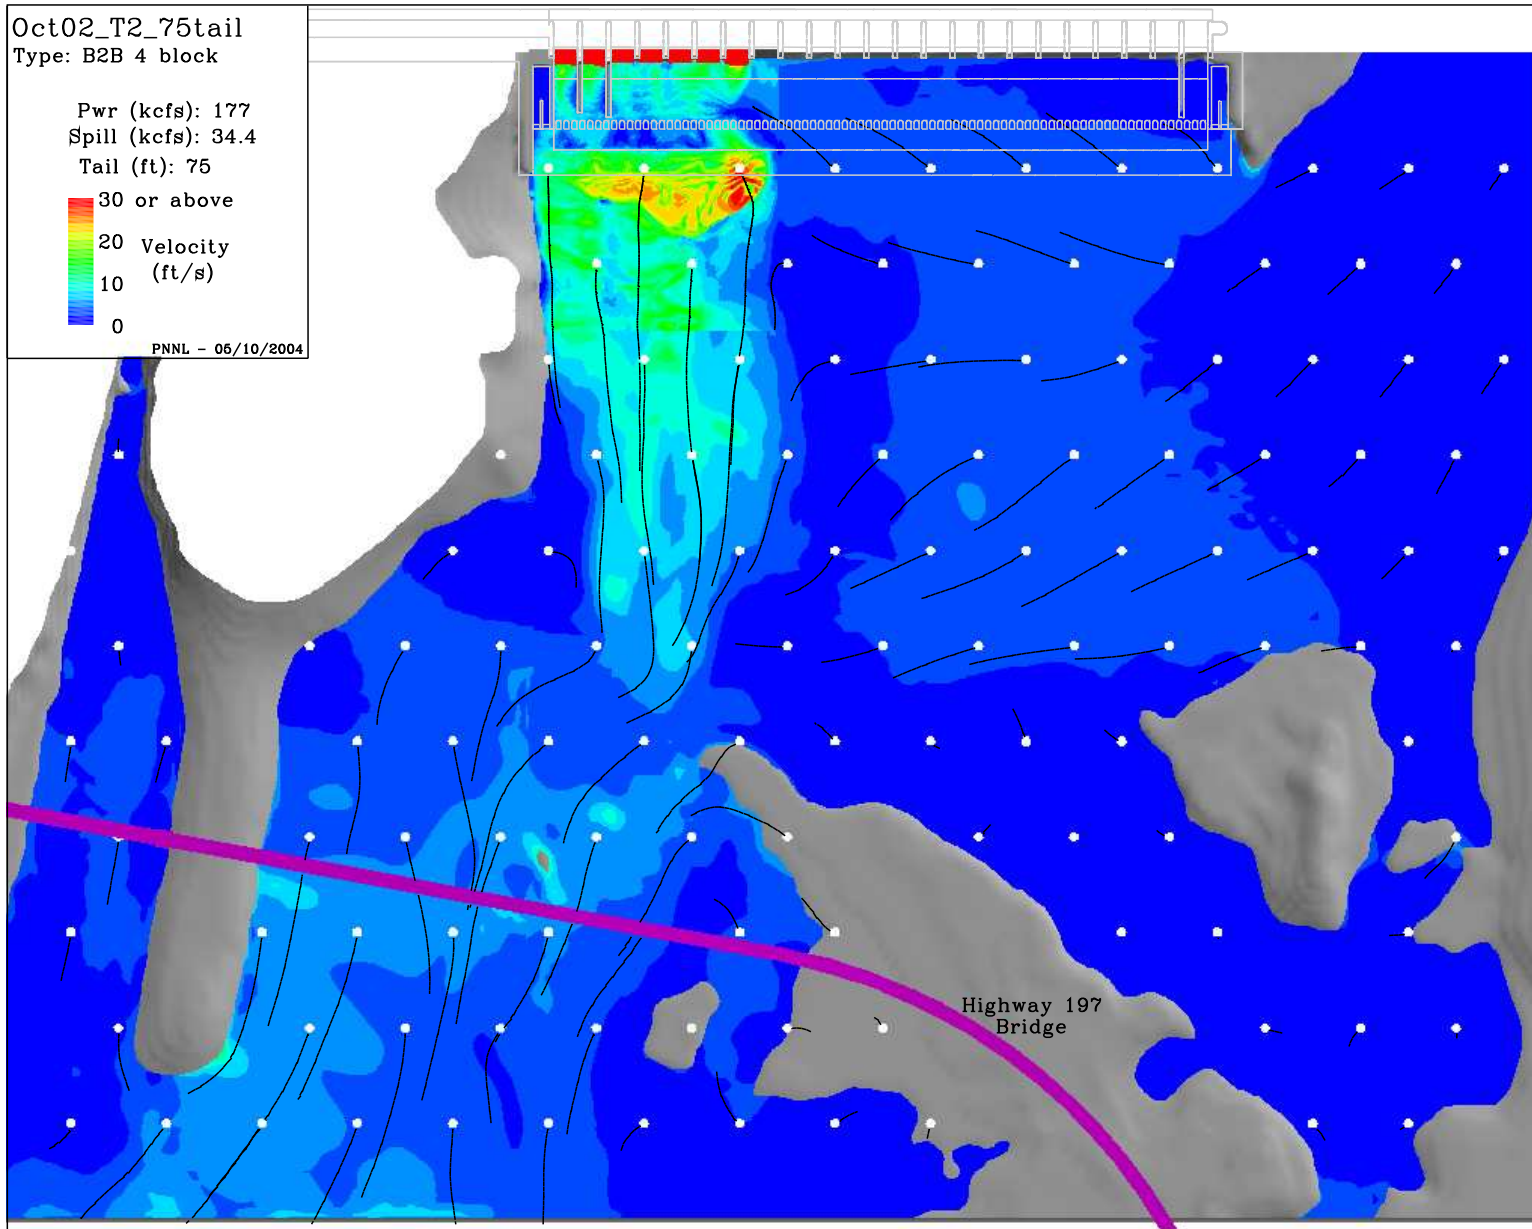 Oct02_T2_75tail
Type: B2B 4 block
Pwr (kcfs): 177
Spill (kcfs): 34.4
Tail (ft): 75
30 or above
20
Velocity
(ft/s)
10
0
PNNL - 05/10/2004
Highway 197
Bridge